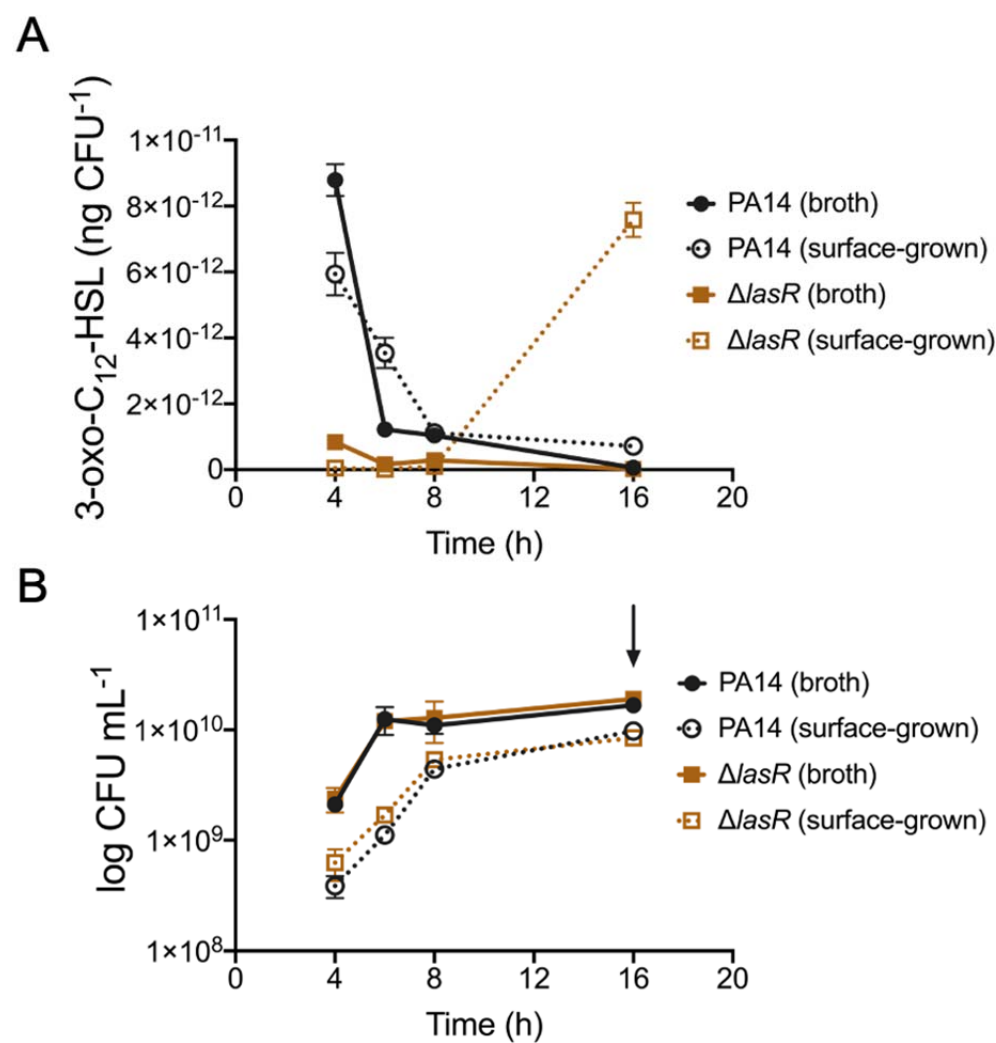 A
3-oxo-C₁₂-HSL (ng CFU⁻¹)
1×10⁻¹¹
8×10⁻¹²
6×10⁻¹²
4×10⁻¹²
2×10⁻¹²
0
0 4 8 12 16 20
Time (h)
PA14 (broth)
PA14 (surface-grown)
ΔlasR (broth)
ΔlasR (surface-grown)
B
log CFU mL⁻¹
1×10¹¹
1×10¹⁰
1×10⁹
1×10⁸
0 4 8 12 16 20
Time (h)
PA14 (broth)
PA14 (surface-grown)
ΔlasR (broth)
ΔlasR (surface-grown)